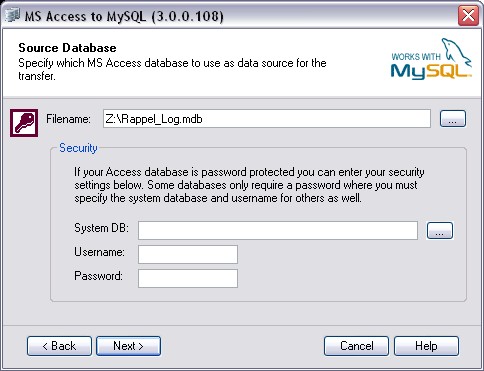 MS Access to MySQL (3.0.0.108)
Source Database
Specify which MS Access database to use as data source for the
transfer.
WORKS WITH
MySQL
Filename: Z:\Rappel_Log.mdb ...
Security
If your Access database is password protected you can enter your security
settings below. Some databases only require a password where you must
specify the system database and username for others as well.
System DB: ...
Username:
Password:
< Back Next > Cancel Help